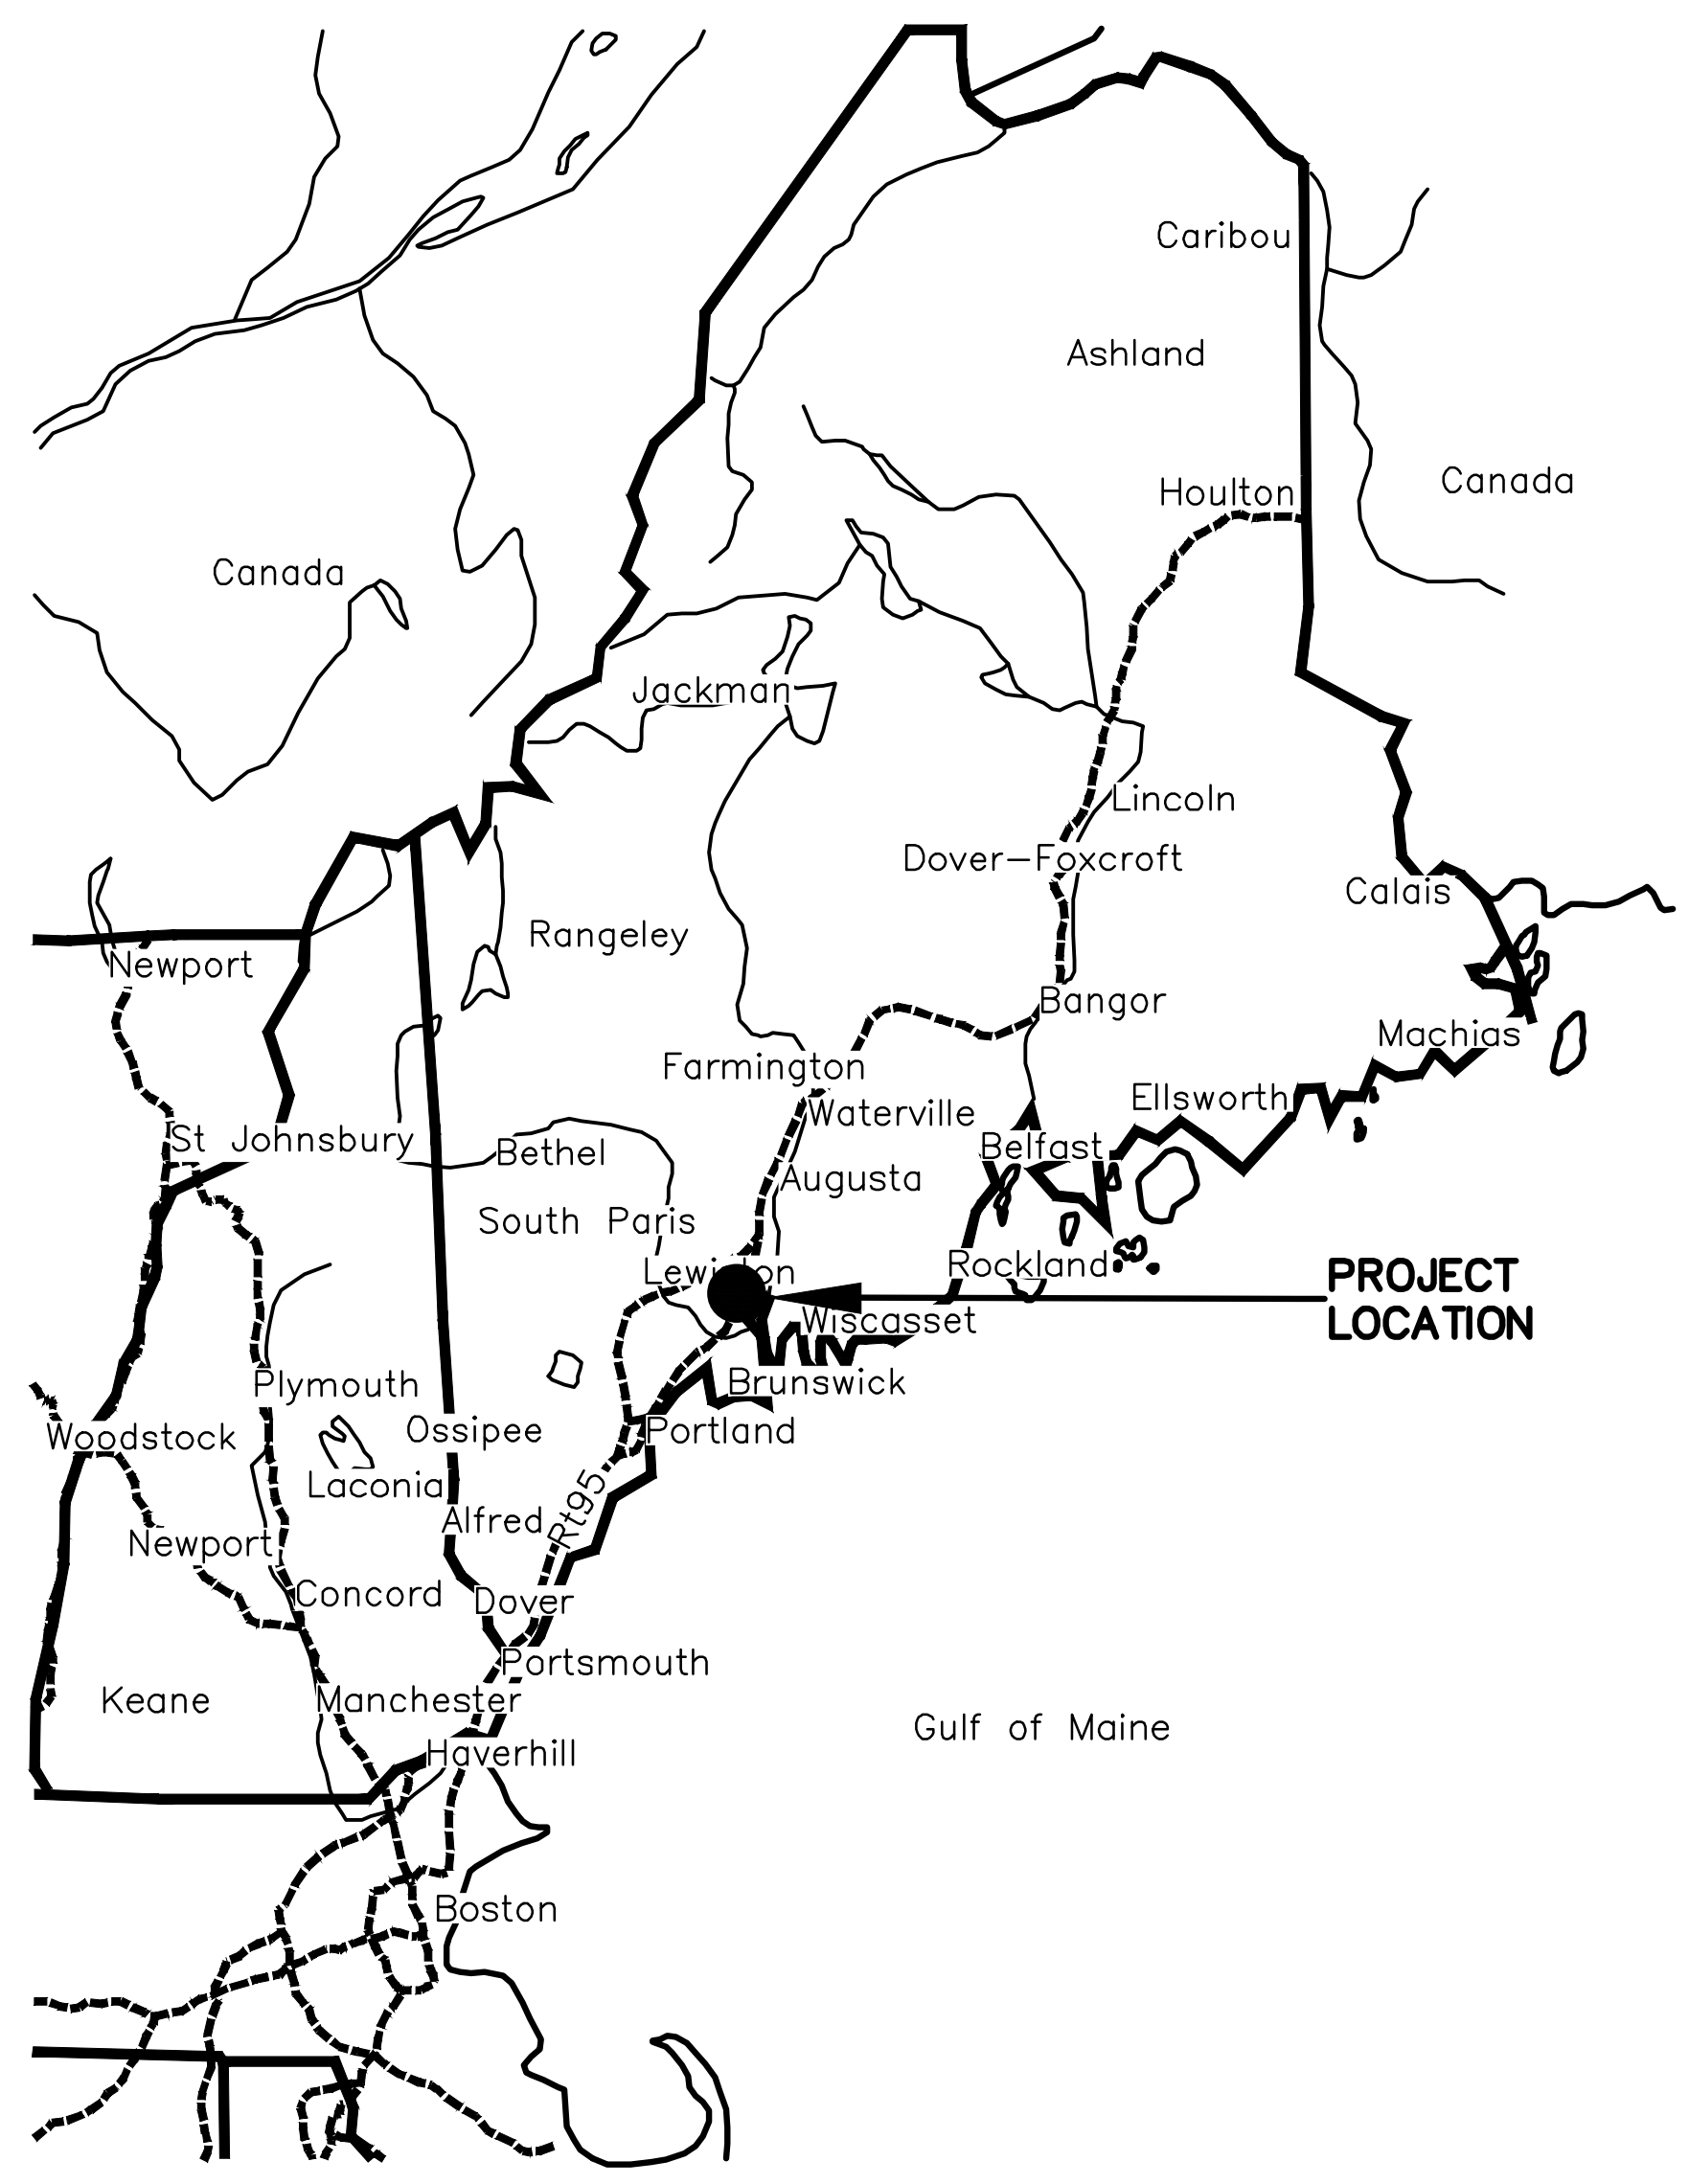 Caribou
Ashland
Houlton
Canada
Canada
Jackman
Lincoln
Dover-Foxcroft
Calais
Rangeley
Newport
Bangor
Machias
Farmington
Ellsworth
Waterville
St Johnsbury
Bethel
Belfast
Augusta
South Paris
Rockland
Lewiston
PROJECT
LOCATION
Wiscasset
Plymouth
Brunswick
Ossipee
Portland
Woodstock
Laconia
Rt95
Alfred
Newport
Concord
Dover
Portsmouth
Keane
Manchester
Gulf of Maine
Haverhill
Boston